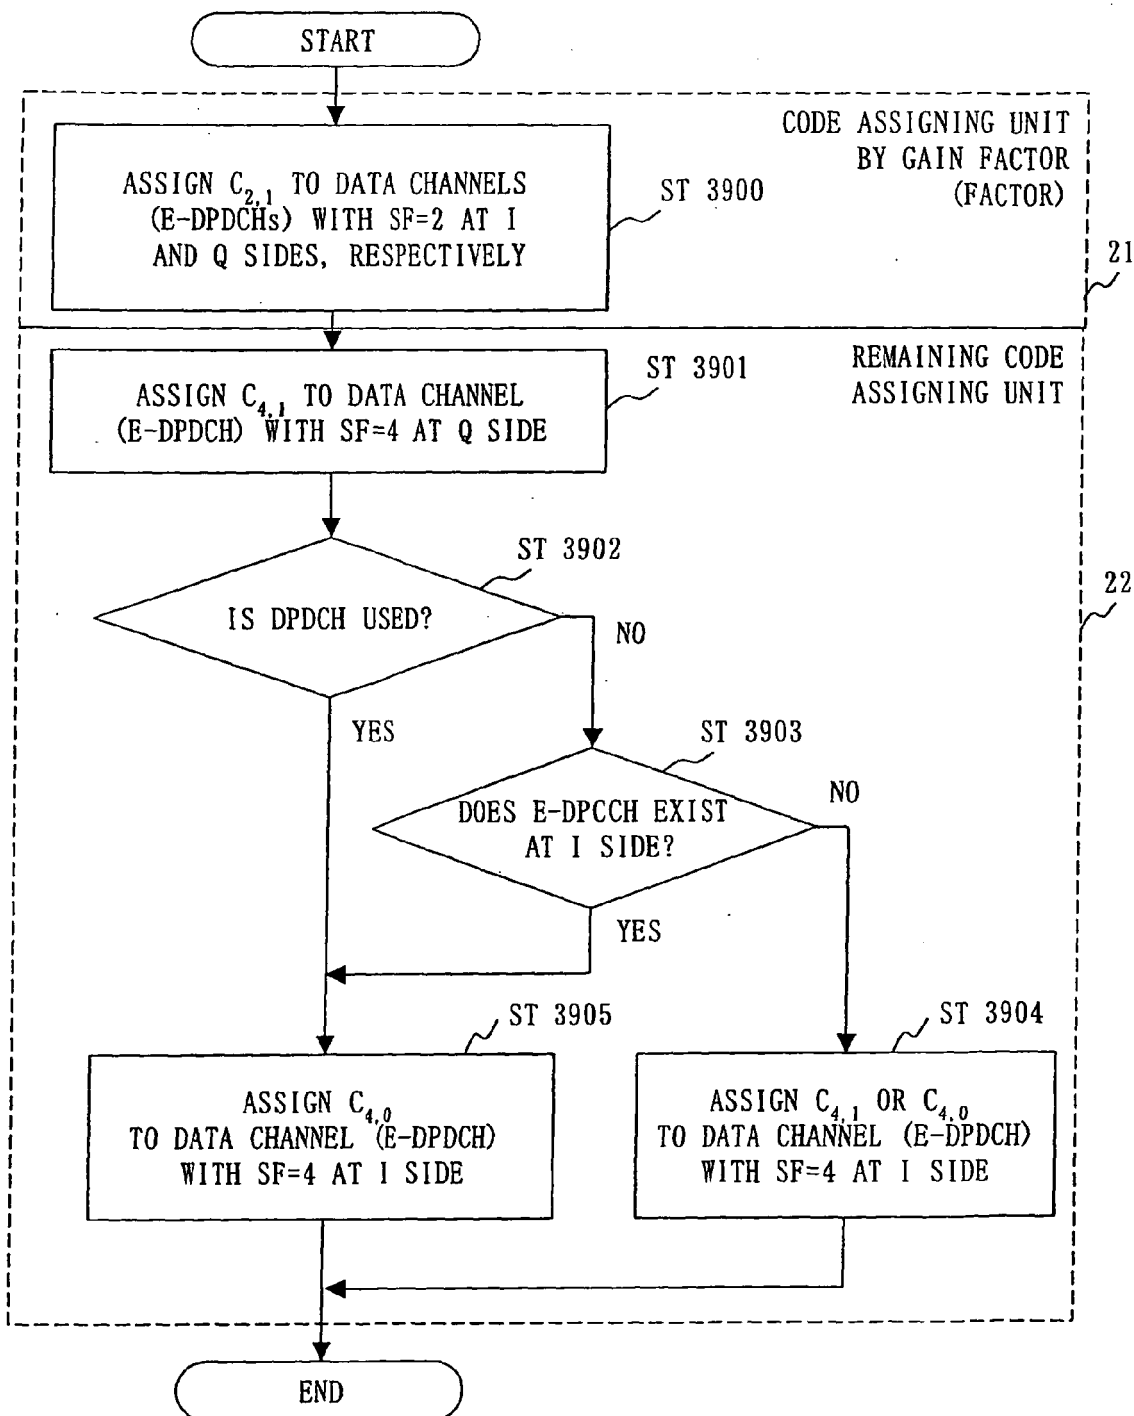 START
CODE ASSIGNING UNIT
BY GAIN FACTOR
(FACTOR)
ASSIGN C2,1 TO DATA CHANNELS
(E-DPDCHs) WITH SF=2 AT I
AND Q SIDES, RESPECTIVELY
ST 3900
21
REMAINING CODE
ASSIGNING UNIT
ASSIGN C4,1 TO DATA CHANNEL
(E-DPDCH) WITH SF=4 AT Q SIDE
ST 3901
ST 3902
22
IS DPDCH USED?
NO
YES
ST 3903
DOES E-DPCCH EXIST
AT I SIDE?
NO
YES
ST 3905
ASSIGN C4,0
TO DATA CHANNEL (E-DPDCH)
WITH SF=4 AT I SIDE
ST 3904
ASSIGN C4,1 OR C4,0
TO DATA CHANNEL (E-DPDCH)
WITH SF=4 AT I SIDE
END